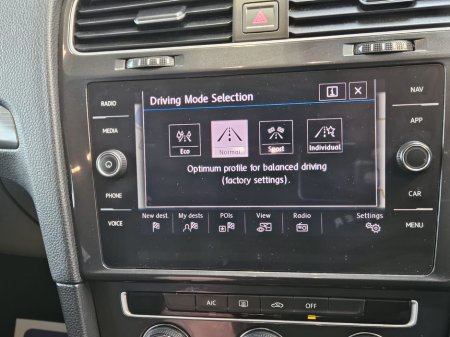 RADIO
MEDIA
PHONE
VOICE
Driving Mode Selection
i
Eco
Normal
Sport
Individual
Optimum profile for balanced driving
(factory settings).
New dest. My dests POIs View Radio Settings
NAV
APP
CAR
MENU
A/C
OFF